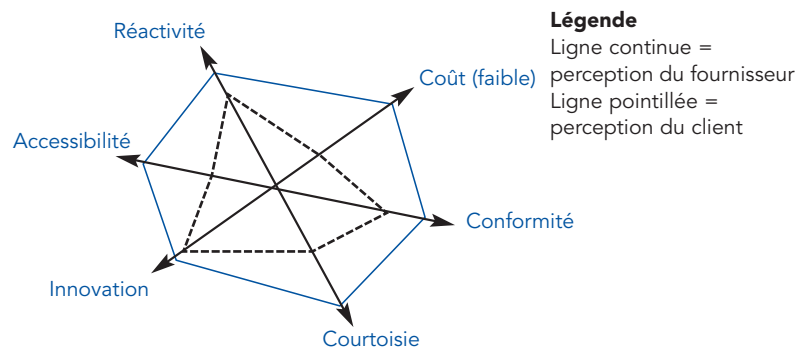 Réactivité
Coût (faible)
Accessibilité
Conformité
Innovation
Courtoisie
Légende
Ligne continue =
perception du fournisseur
Ligne pointillée =
perception du client